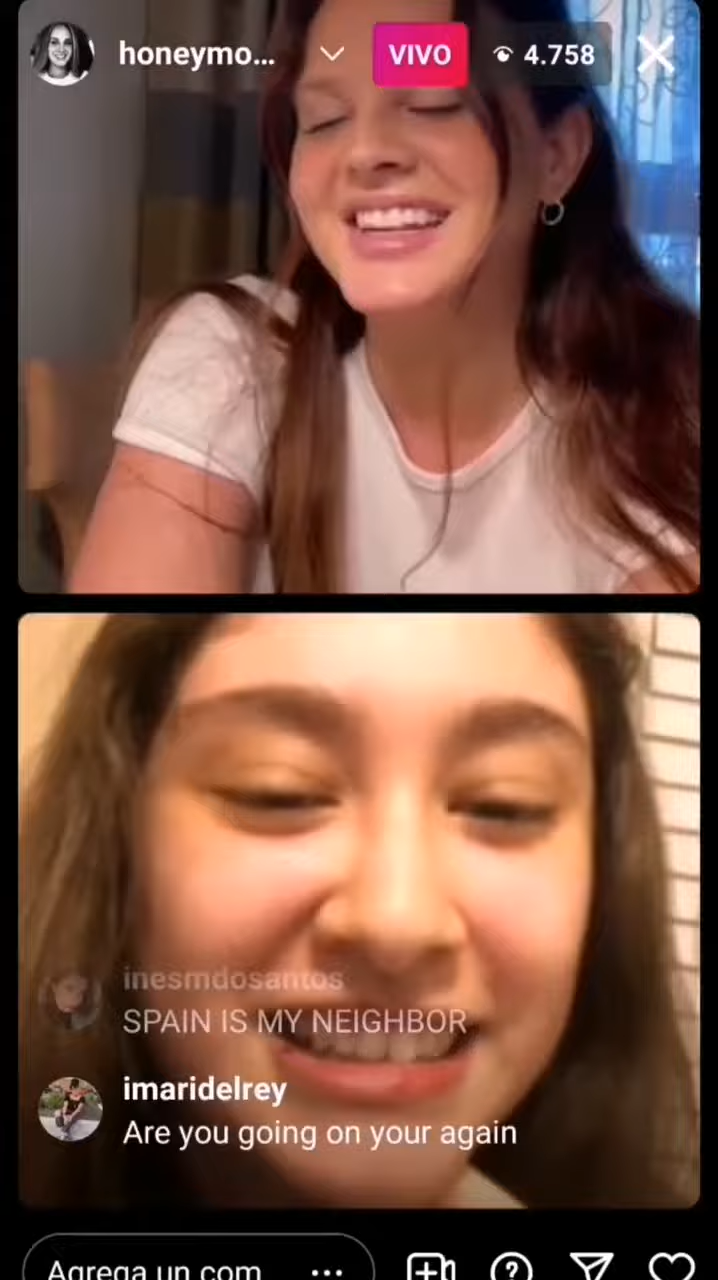 honeymo...
VIVO
4.758
inesmdosantos
SPAIN IS MY NEIGHBOR
imaridelrey
Are you going on your again
Agrega un com...